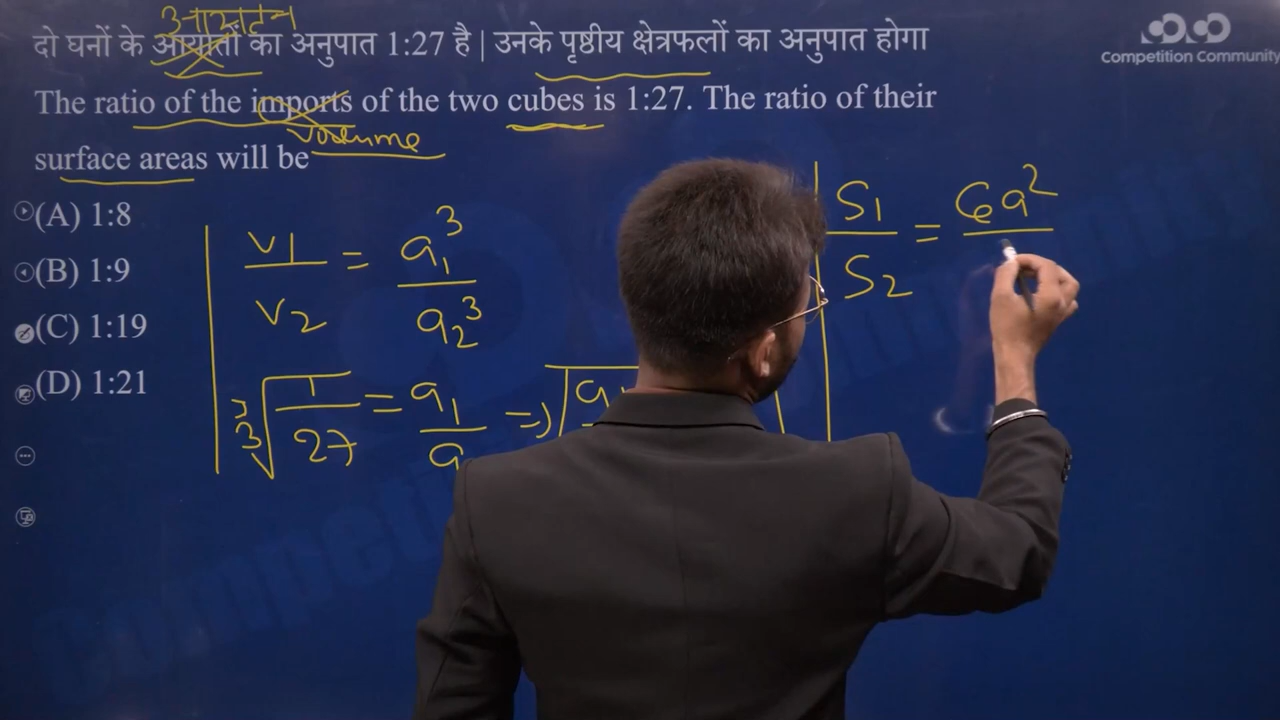 आयतन
दो घनों के आयातों का अनुपात 1:27 है | उनके पृष्ठीय क्षेत्रफलों का अनुपात होगा
Competition Community
The ratio of the imports of the two cubes is 1:27. The ratio of their
volume
surface areas will be
(A) 1:8
(B) 1:9
(C) 1:19
(D) 1:21
V1/V2 = a₁³/a₂³
∛(1/27) = a₁/a ⇒
S1/S2 = 6a²